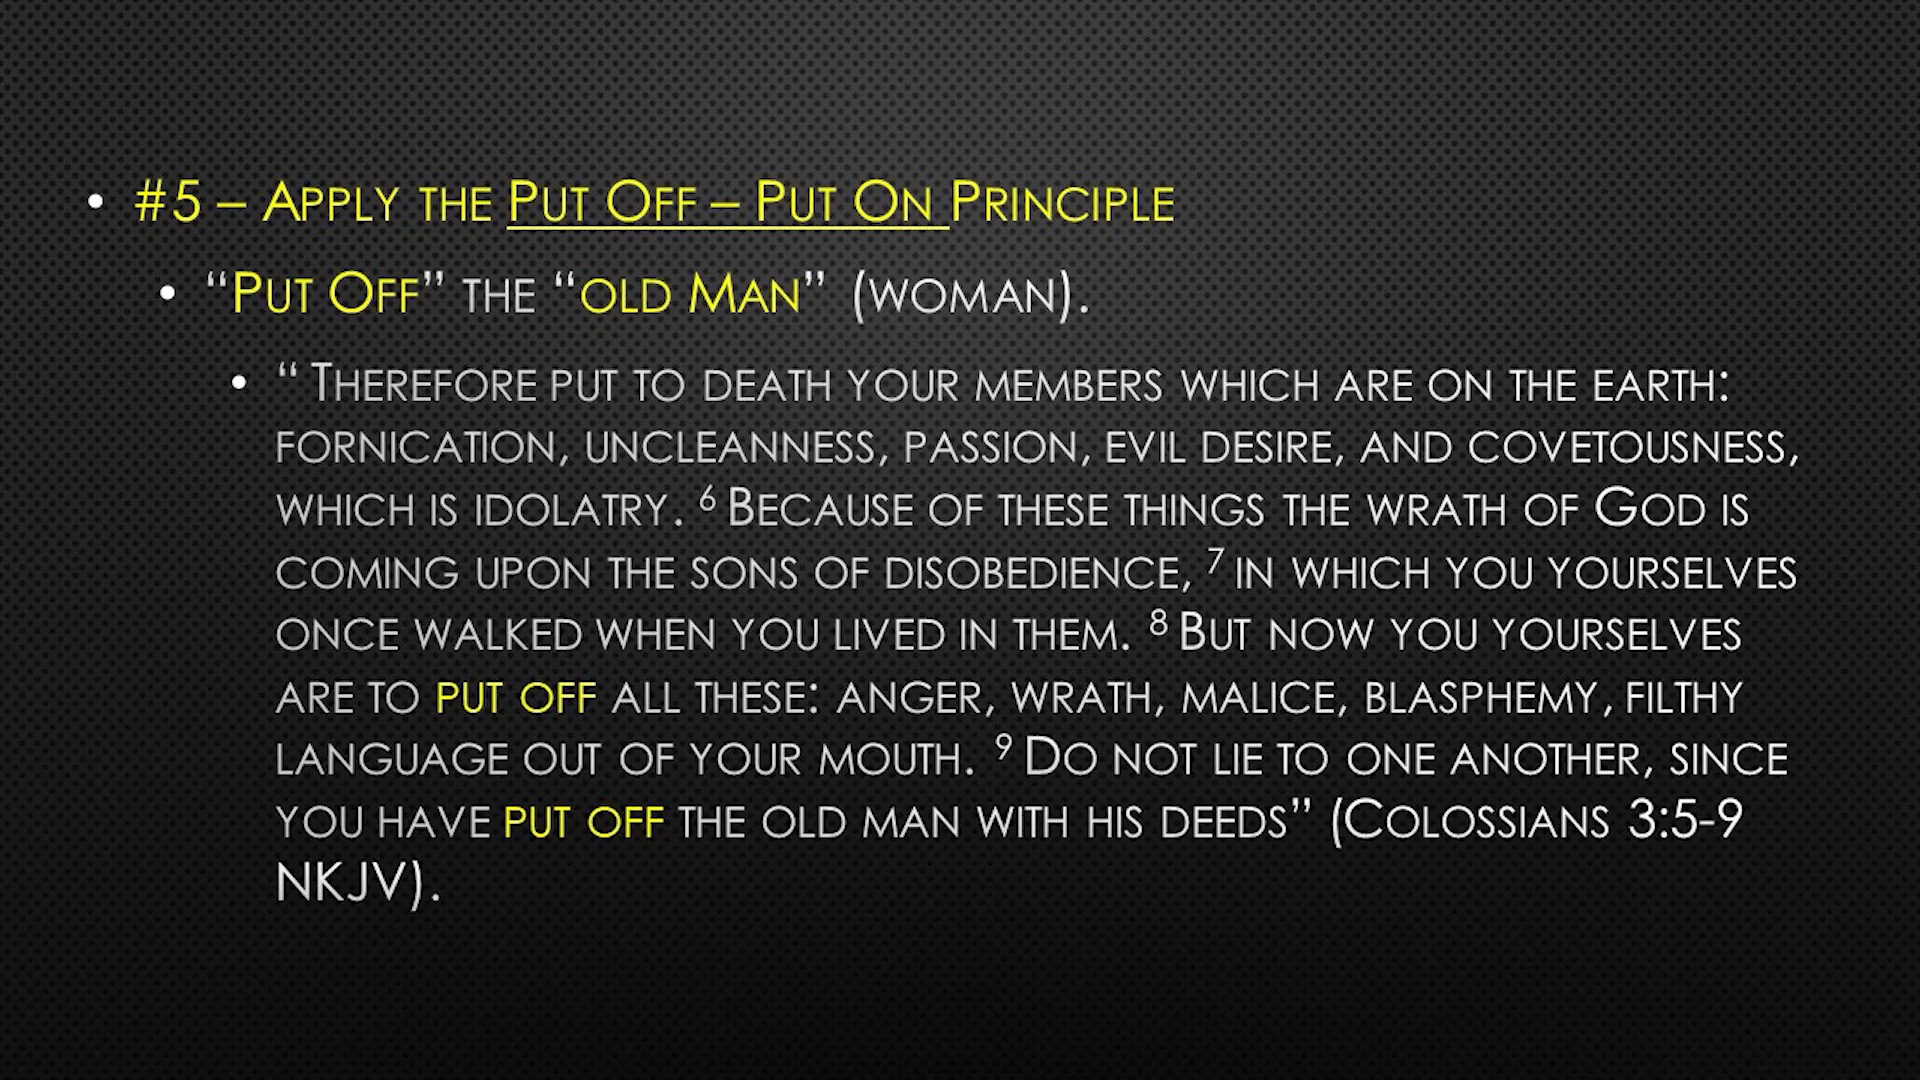 • #5 – Apply the Put Off – Put On Principle
• “Put Off” the “old Man” (woman).
• “ Therefore put to death your members which are on the earth:
fornication, uncleanness, passion, evil desire, and covetousness,
which is idolatry. 6 Because of these things the wrath of God is
coming upon the sons of disobedience, 7 in which you yourselves
once walked when you lived in them. 8 But now you yourselves
are to put off all these: anger, wrath, malice, blasphemy, filthy
language out of your mouth. 9 Do not lie to one another, since
you have put off the old man with his deeds” (Colossians 3:5-9
NKJV).